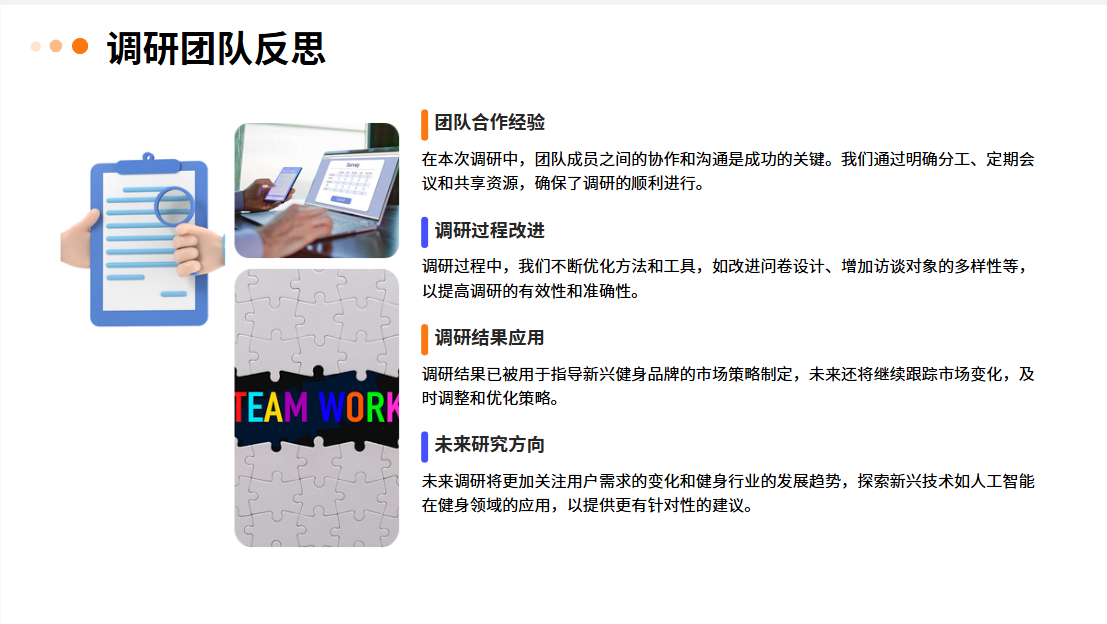 调研团队反思
Survey
TEAM WORK
团队合作经验
在本次调研中，团队成员之间的协作和沟通是成功的关键。我们通过明确分工、定期会
议和共享资源，确保了调研的顺利进行。
调研过程改进
调研过程中，我们不断优化方法和工具，如改进问卷设计、增加访谈对象的多样性等，
以提高调研的有效性和准确性。
调研结果应用
调研结果已被用于指导新兴健身品牌的市场策略制定，未来还将继续跟踪市场变化，及
时调整和优化策略。
未来研究方向
未来调研将更加关注用户需求的变化和健身行业的发展趋势，探索新兴技术如人工智能
在健身领域的应用，以提供更有针对性的建议。